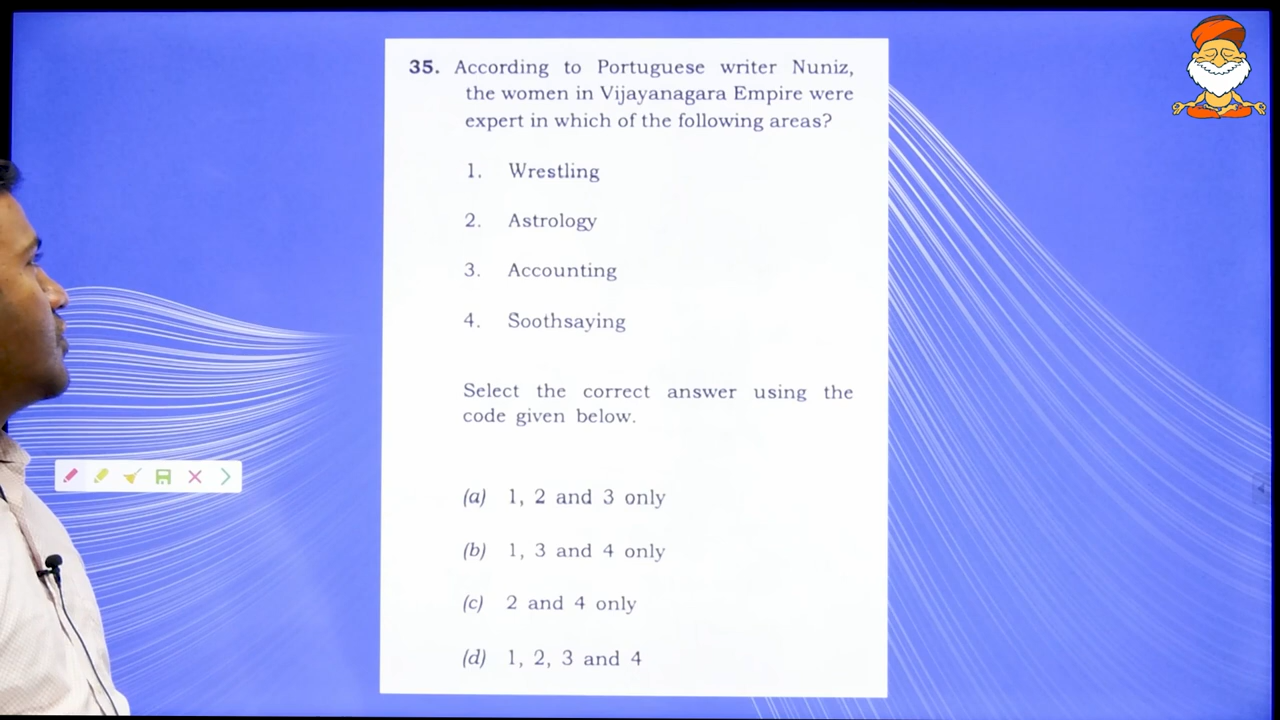 35. According to Portuguese writer Nuniz,
the women in Vijayanagara Empire were
expert in which of the following areas?
1. Wrestling
2. Astrology
3. Accounting
4. Soothsaying
Select the correct answer using the
code given below.
(a) 1, 2 and 3 only
(b) 1, 3 and 4 only
(c) 2 and 4 only
(d) 1, 2, 3 and 4